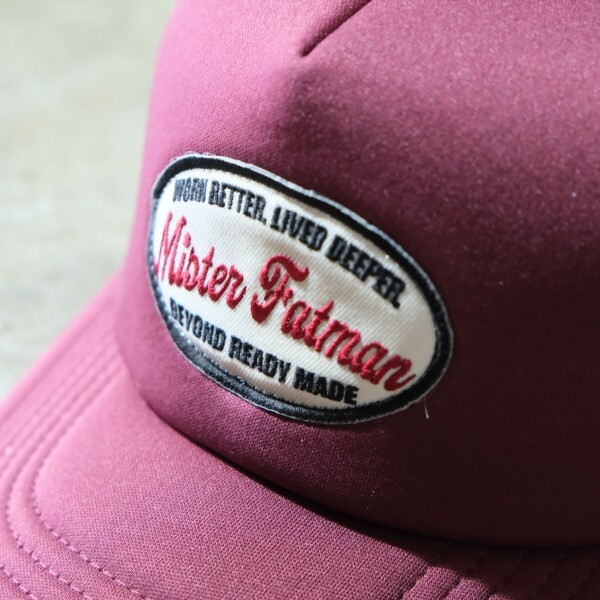 WORN BETTER. LIVED DEEPER.
Mister Fatman
BEYOND READY MADE